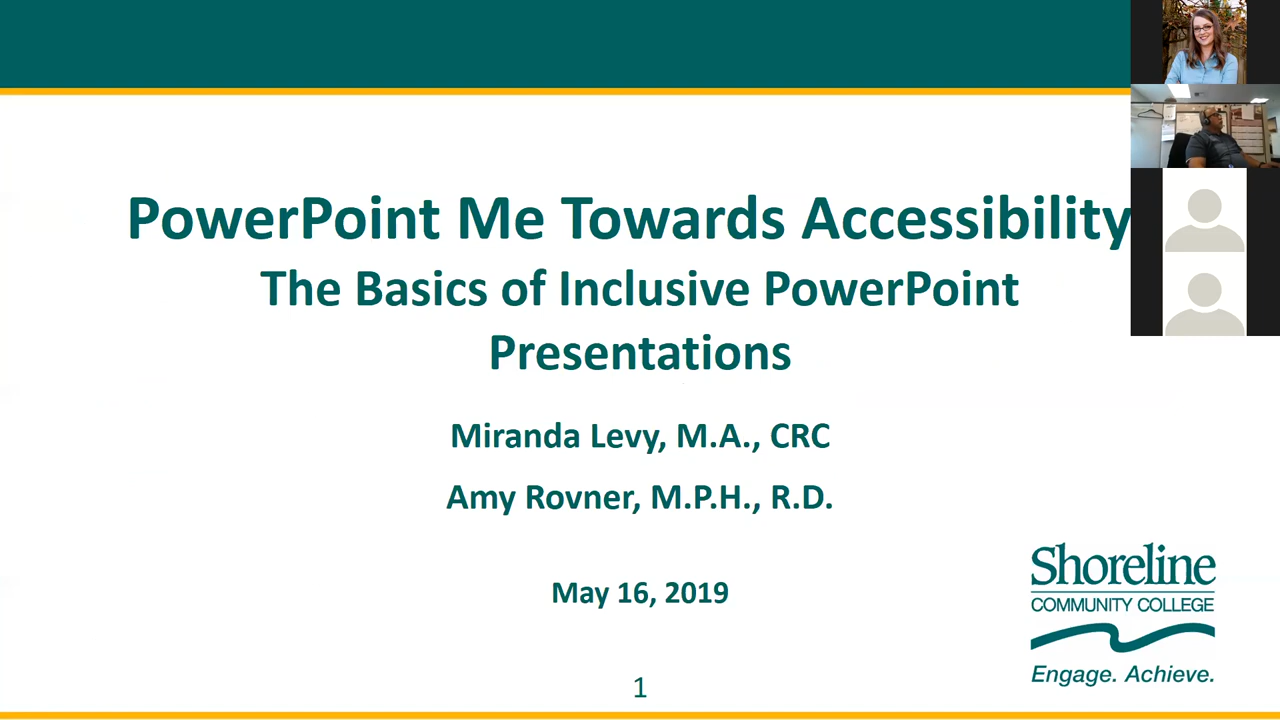 PowerPoint Me Towards Accessibility
The Basics of Inclusive PowerPoint
Presentations
Miranda Levy, M.A., CRC
Amy Rovner, M.P.H., R.D.
May 16, 2019
Shoreline
COMMUNITY COLLEGE
Engage. Achieve.
1